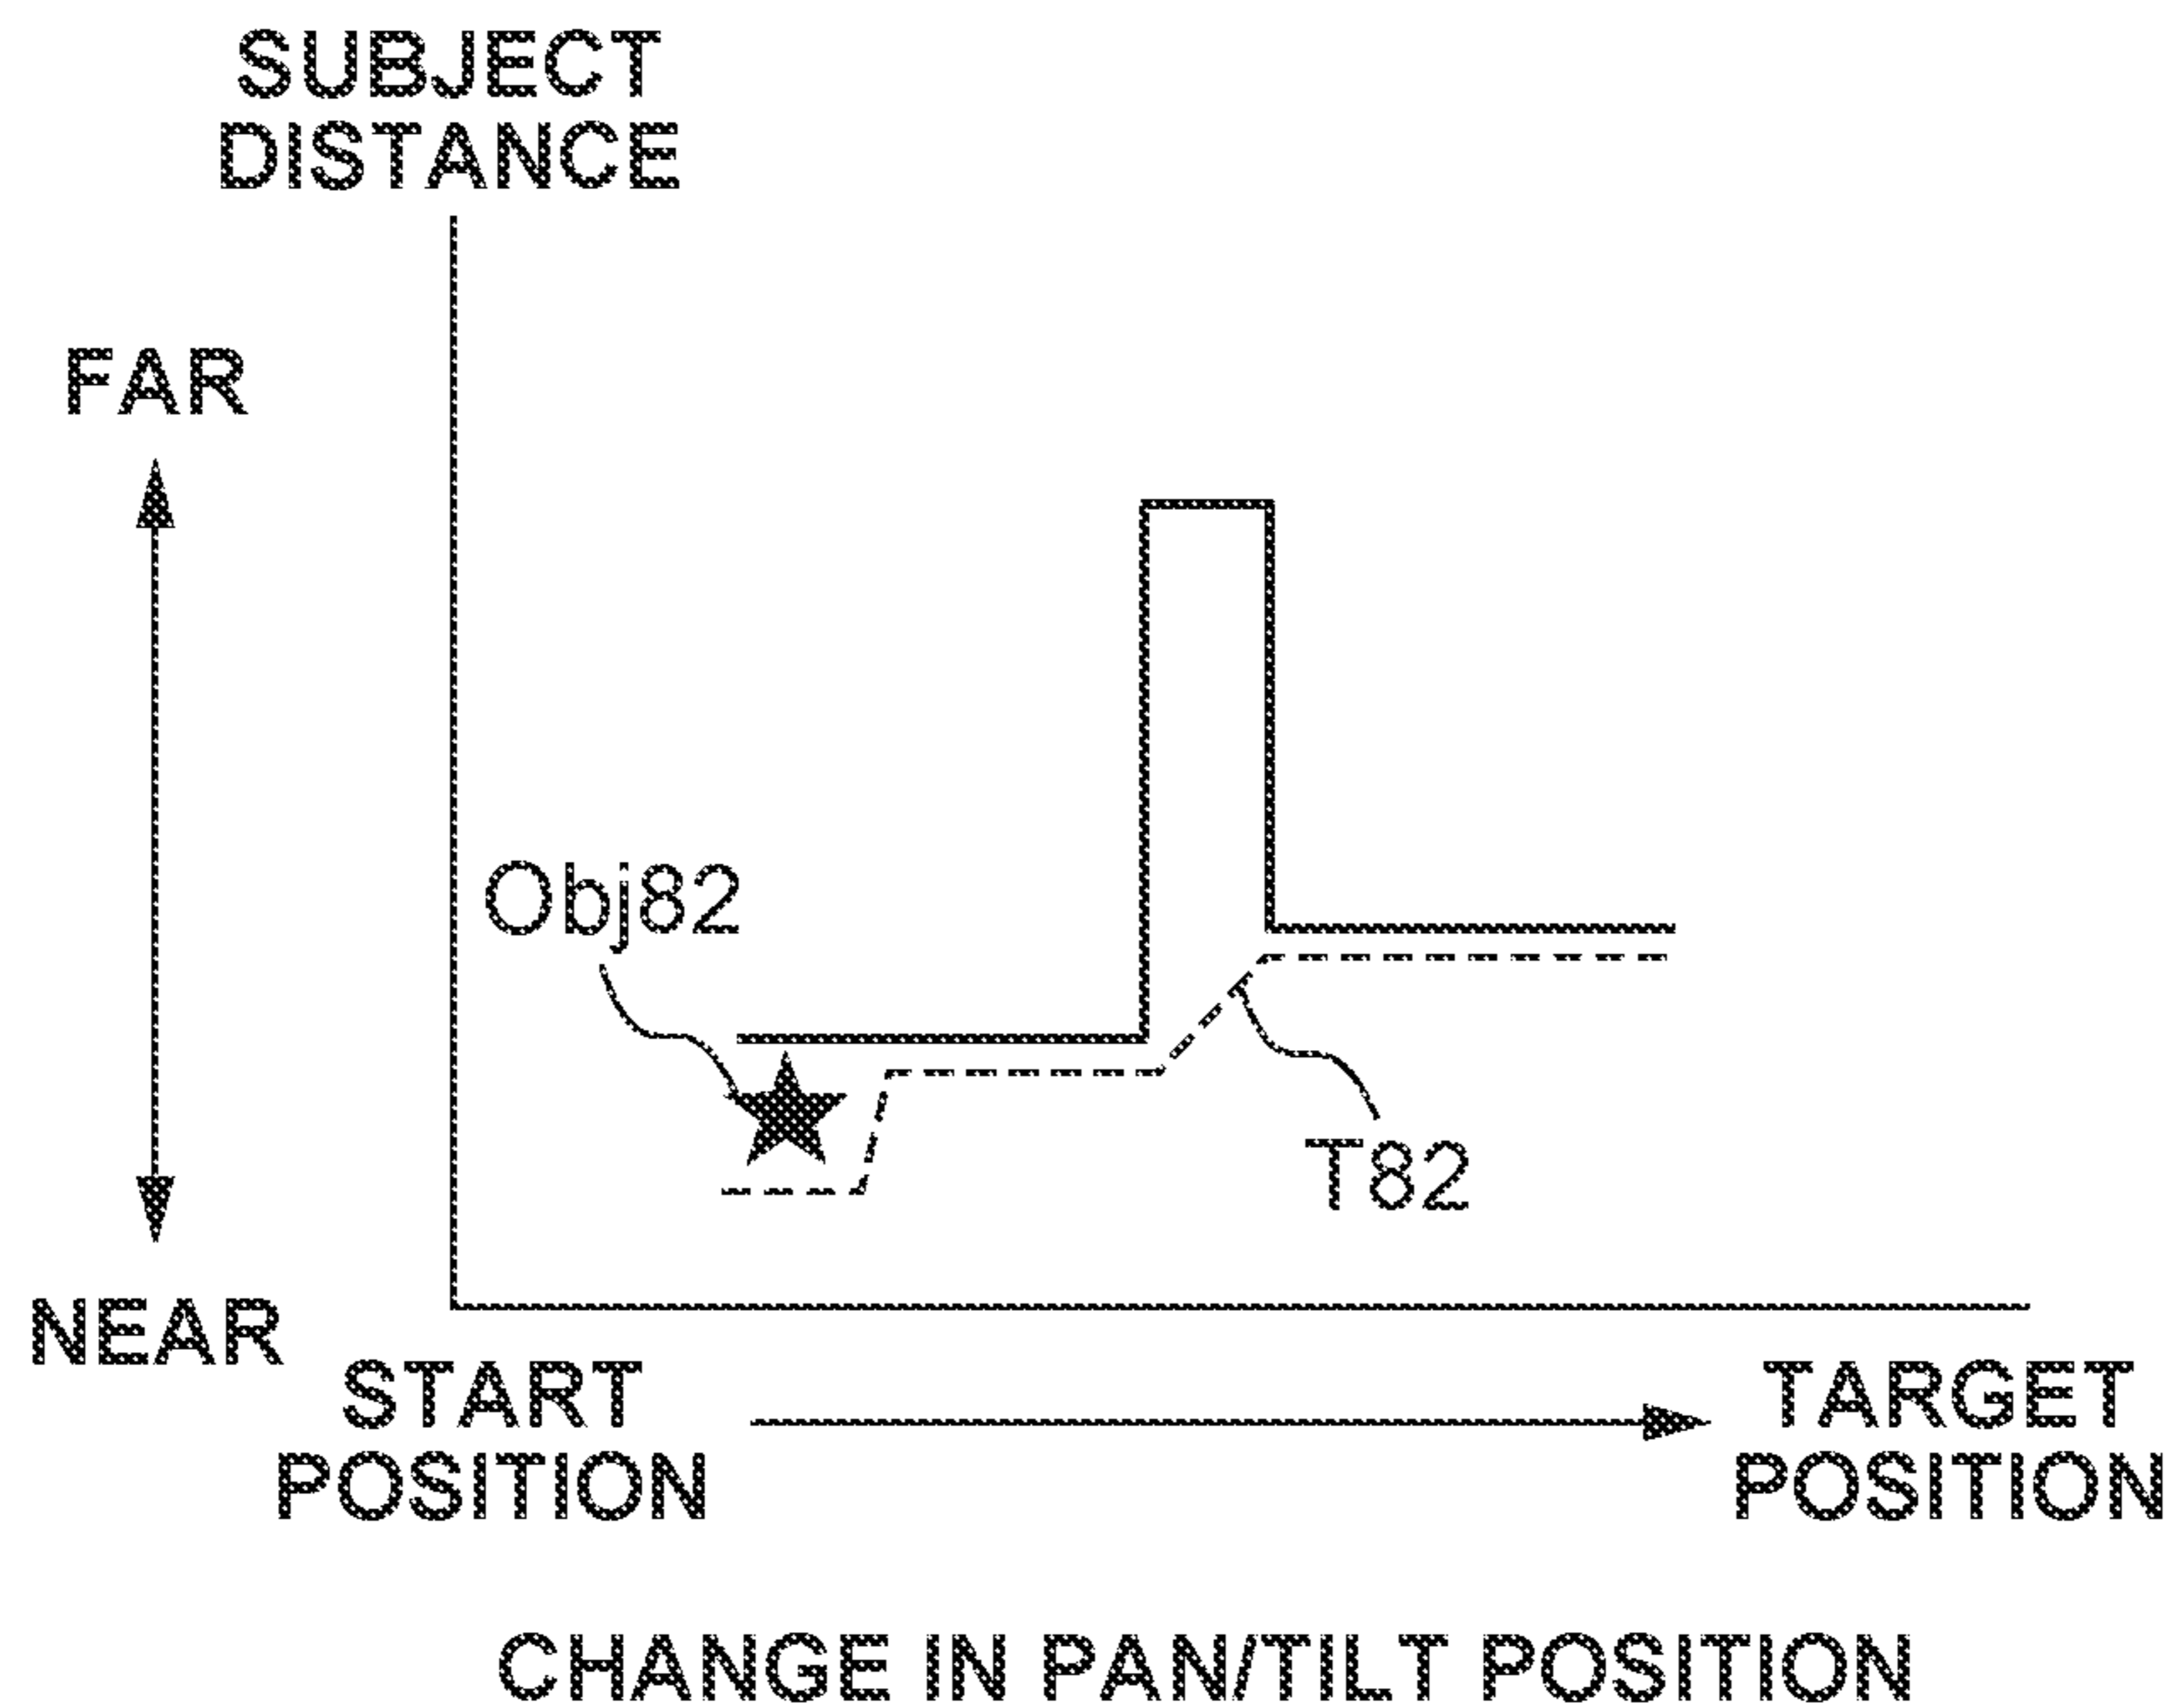 SUBJECT
DISTANCE
FAR
Obj82
T82
NEAR
START
POSITION
TARGET
POSITION
CHANGE IN PAN/TILT POSITION